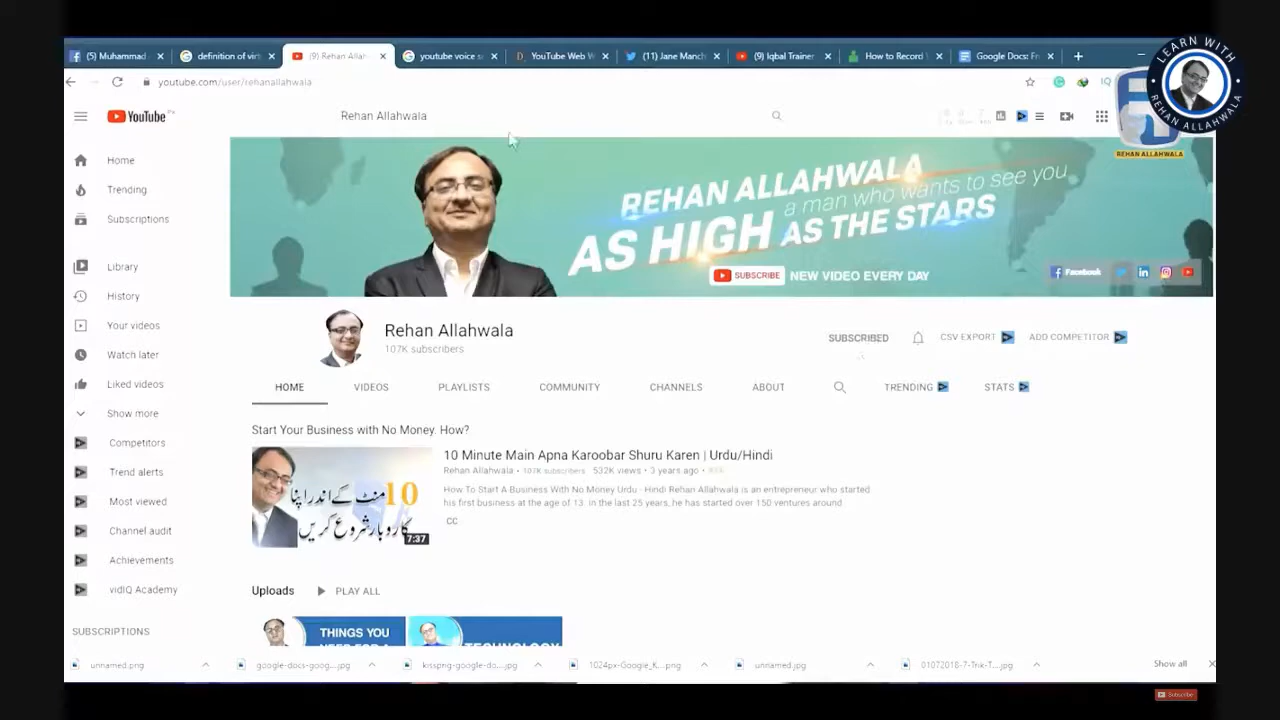 (5) Muhammad
definition of virt
(9) Rehan Allah
youtube voice se
YouTube Web W
(11) Jane Manch
(9) Iqbal Trainer
How to Record
Google Docs: Fr
LEARN WITH
REHAN ALLAHWALA
youtube.com/user/rehanallahwala
IQ
YouTube
Rehan Allahwala
REHAN ALLAHWALA
Home
Trending
Subscriptions
Library
History
Your videos
Watch later
Liked videos
Show more
Competitors
Trend alerts
Most viewed
Channel audit
Achievements
vidIQ Academy
SUBSCRIPTIONS
REHAN ALLAHWALA
a man who wants to see you
AS HIGH AS THE STARS
SUBSCRIBE NEW VIDEO EVERY DAY
Facebook
Rehan Allahwala
107K subscribers
SUBSCRIBED
CSV EXPORT
ADD COMPETITOR
HOME VIDEOS PLAYLISTS COMMUNITY CHANNELS ABOUT TRENDING STATS
Start Your Business with No Money. How?
10 منٹ کے اندر اپنا
کاروبار شروع کریں
7:37
10 Minute Main Apna Karoobar Shuru Karen | Urdu/Hindi
Rehan Allahwala • 107K subscribers 532K views • 3 years ago •
How To Start A Business With No Money Urdu - Hindi Rehan Allahwala is an entrepreneur who started
his first business at the age of 13. In the last 25 years, he has started over 150 ventures around
CC
Uploads PLAY ALL
THINGS YOU
TECHNOLOGY
unnamed.png
google-docs-goog....jpg
kisspng-google-do....jpg
1024px-Google_K....png
unnamed.jpg
01072018-7-Trik-T....jpg
Show all
Subscribe